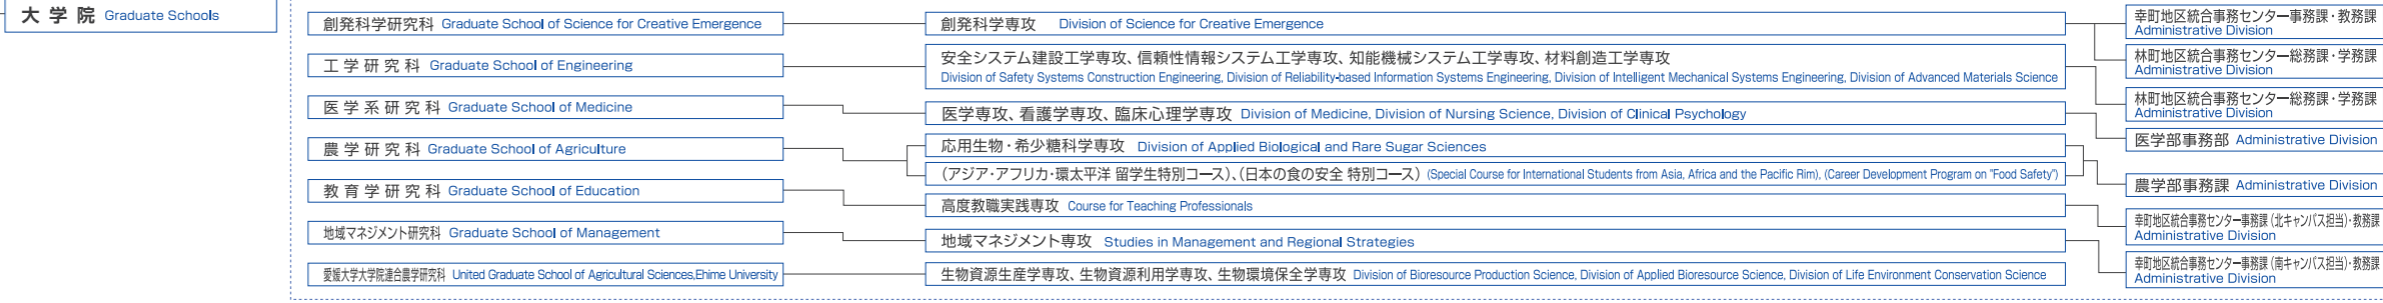 大学院 Graduate Schools
創発科学研究科 Graduate School of Science for Creative Emergence
創発科学専攻 Division of Science for Creative Emergence
幸町地区統合事務センター事務課・教務課
Administrative Division
林町地区統合事務センター総務課・学務課
Administrative Division
工学研究科 Graduate School of Engineering
安全システム建設工学専攻、信頼性情報システム工学専攻、知能機械システム工学専攻、材料創造工学専攻
Division of Safety Systems Construction Engineering, Division of Reliability-based Information Systems Engineering, Division of Intelligent Mechanical Systems Engineering, Division of Advanced Materials Science
林町地区統合事務センター総務課・学務課
Administrative Division
医学系研究科 Graduate School of Medicine
医学専攻、看護学専攻、臨床心理学専攻 Division of Medicine, Division of Nursing Science, Division of Clinical Psychology
医学部事務部 Administrative Division
農学研究科 Graduate School of Agriculture
応用生物・希少糖科学専攻 Division of Applied Biological and Rare Sugar Sciences
(アジア・アフリカ・環太平洋 留学生特別コース)、(日本の食の安全 特別コース) (Special Course for International Students from Asia, Africa and the Pacific Rim), (Career Development Program on "Food Safety")
農学部事務課 Administrative Division
教育学研究科 Graduate School of Education
高度教職実践専攻 Course for Teaching Professionals
幸町地区統合事務センター事務課(北キャンパス担当)・教務課
Administrative Division
地域マネジメント研究科 Graduate School of Management
地域マネジメント専攻 Studies in Management and Regional Strategies
幸町地区統合事務センター事務課(南キャンパス担当)・教務課
Administrative Division
愛媛大学大学院連合農学研究科 United Graduate School of Agricultural Sciences,Ehime University
生物資源生産学専攻、生物資源利用学専攻、生物環境保全学専攻 Division of Bioresource Production Science, Division of Applied Bioresource Science, Division of Life Environment Conservation Science